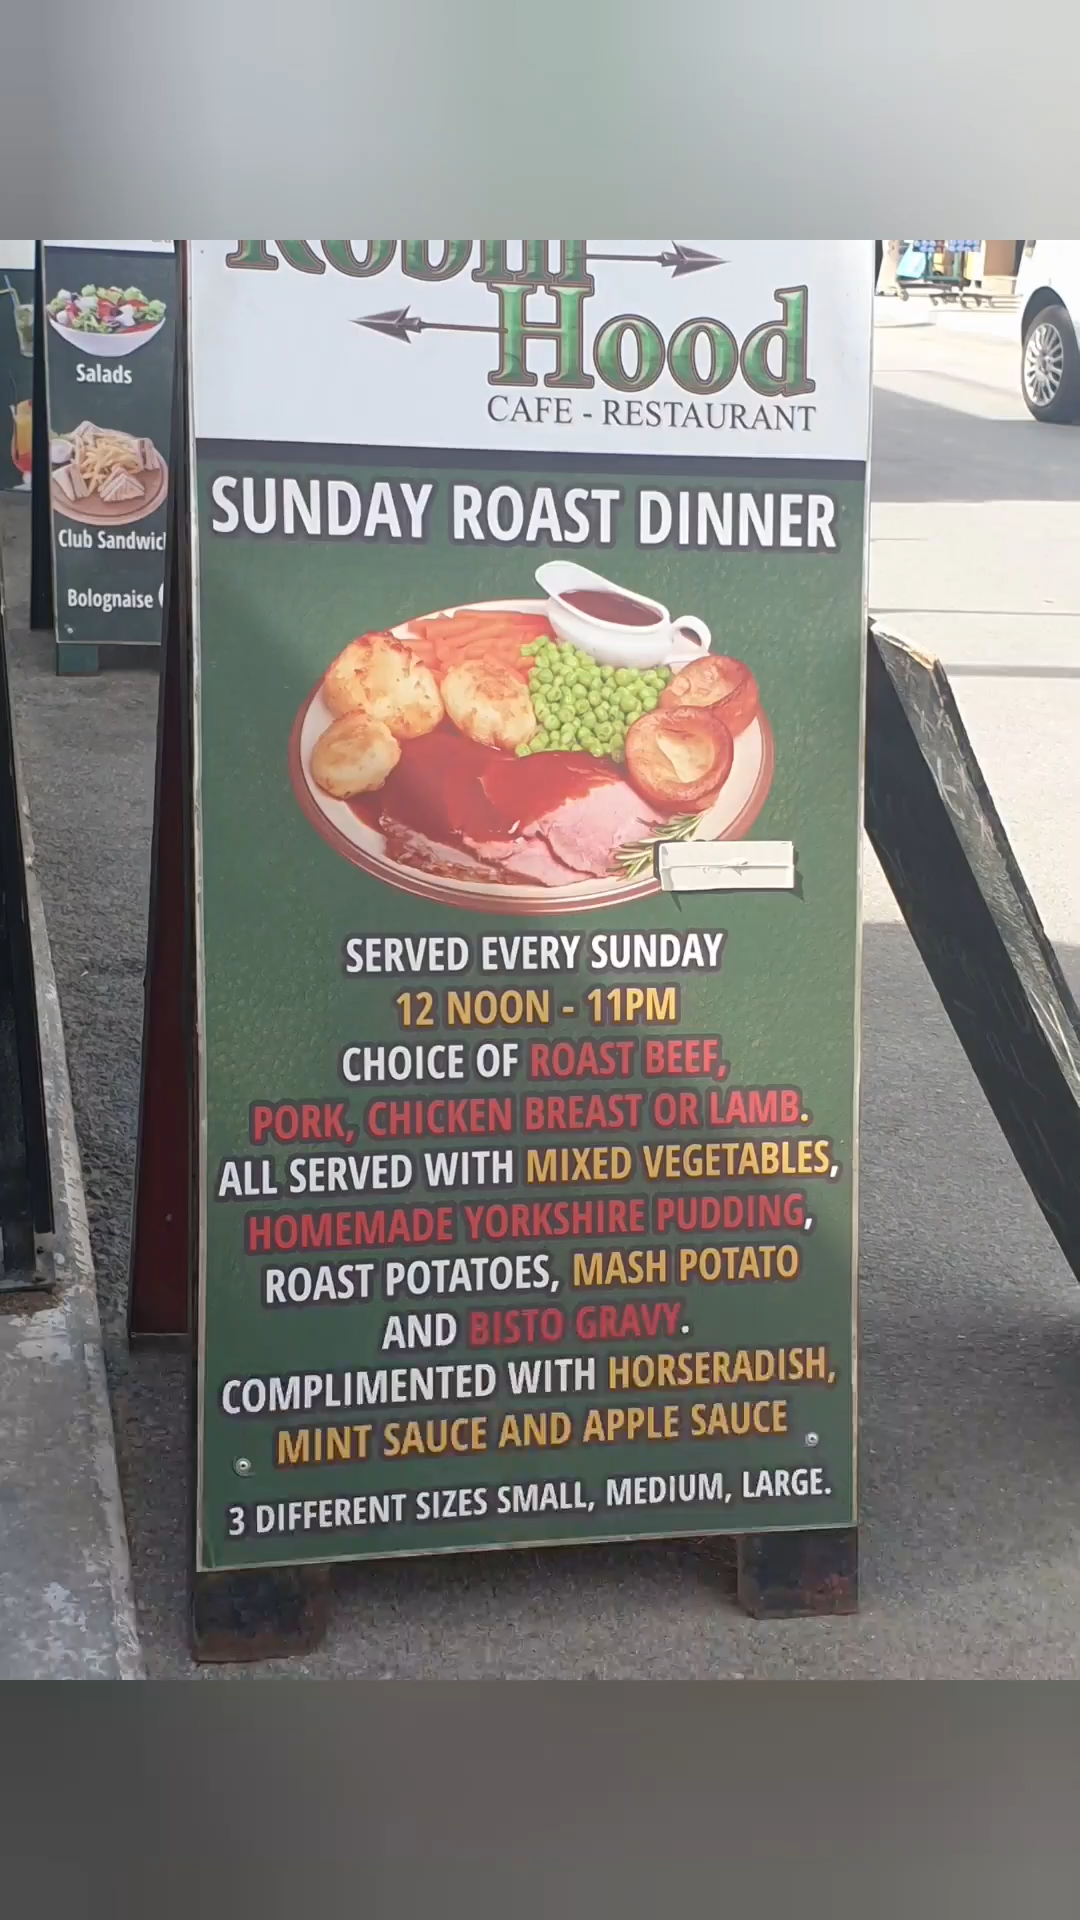 Robin
Hood
CAFE - RESTAURANT
SUNDAY ROAST DINNER
SERVED EVERY SUNDAY
12 NOON - 11PM
CHOICE OF ROAST BEEF,
PORK, CHICKEN BREAST OR LAMB.
ALL SERVED WITH MIXED VEGETABLES,
HOMEMADE YORKSHIRE PUDDING,
ROAST POTATOES, MASH POTATO
AND BISTO GRAVY.
COMPLIMENTED WITH HORSERADISH,
MINT SAUCE AND APPLE SAUCE
3 DIFFERENT SIZES SMALL, MEDIUM, LARGE.
Salads
Club Sandwich
Bolognaise